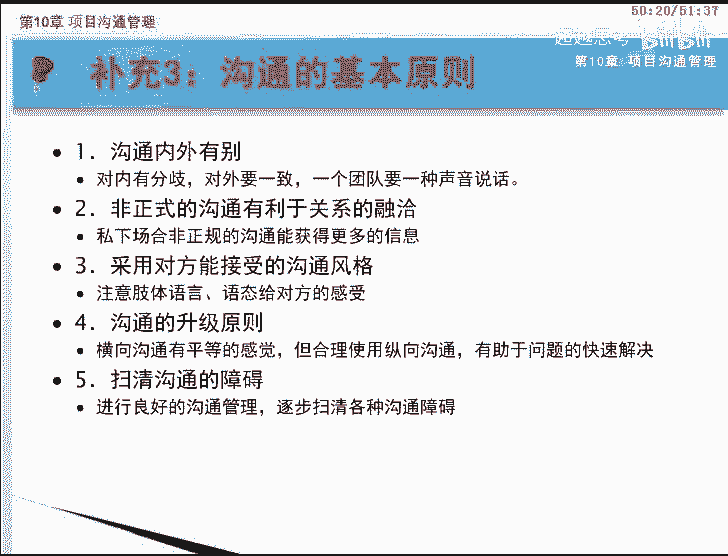 50:20/51:37
第10章 项目沟通管理
bilibili
第10章 项目沟通管理
补充3：沟通的基本原则
• 1．沟通内外有别
• 对内有分歧，对外要一致，一个团队要一种声音说话。
• 2．非正式的沟通有利于关系的融洽
• 私下场合非正规的沟通能获得更多的信息
• 3．采用对方能接受的沟通风格
• 注意肢体语言、语态给对方的感受
• 4．沟通的升级原则
• 横向沟通有平等的感觉，但合理使用纵向沟通，有助于问题的快速解决
• 5．扫清沟通的障碍
• 进行良好的沟通管理，逐步扫清各种沟通障碍